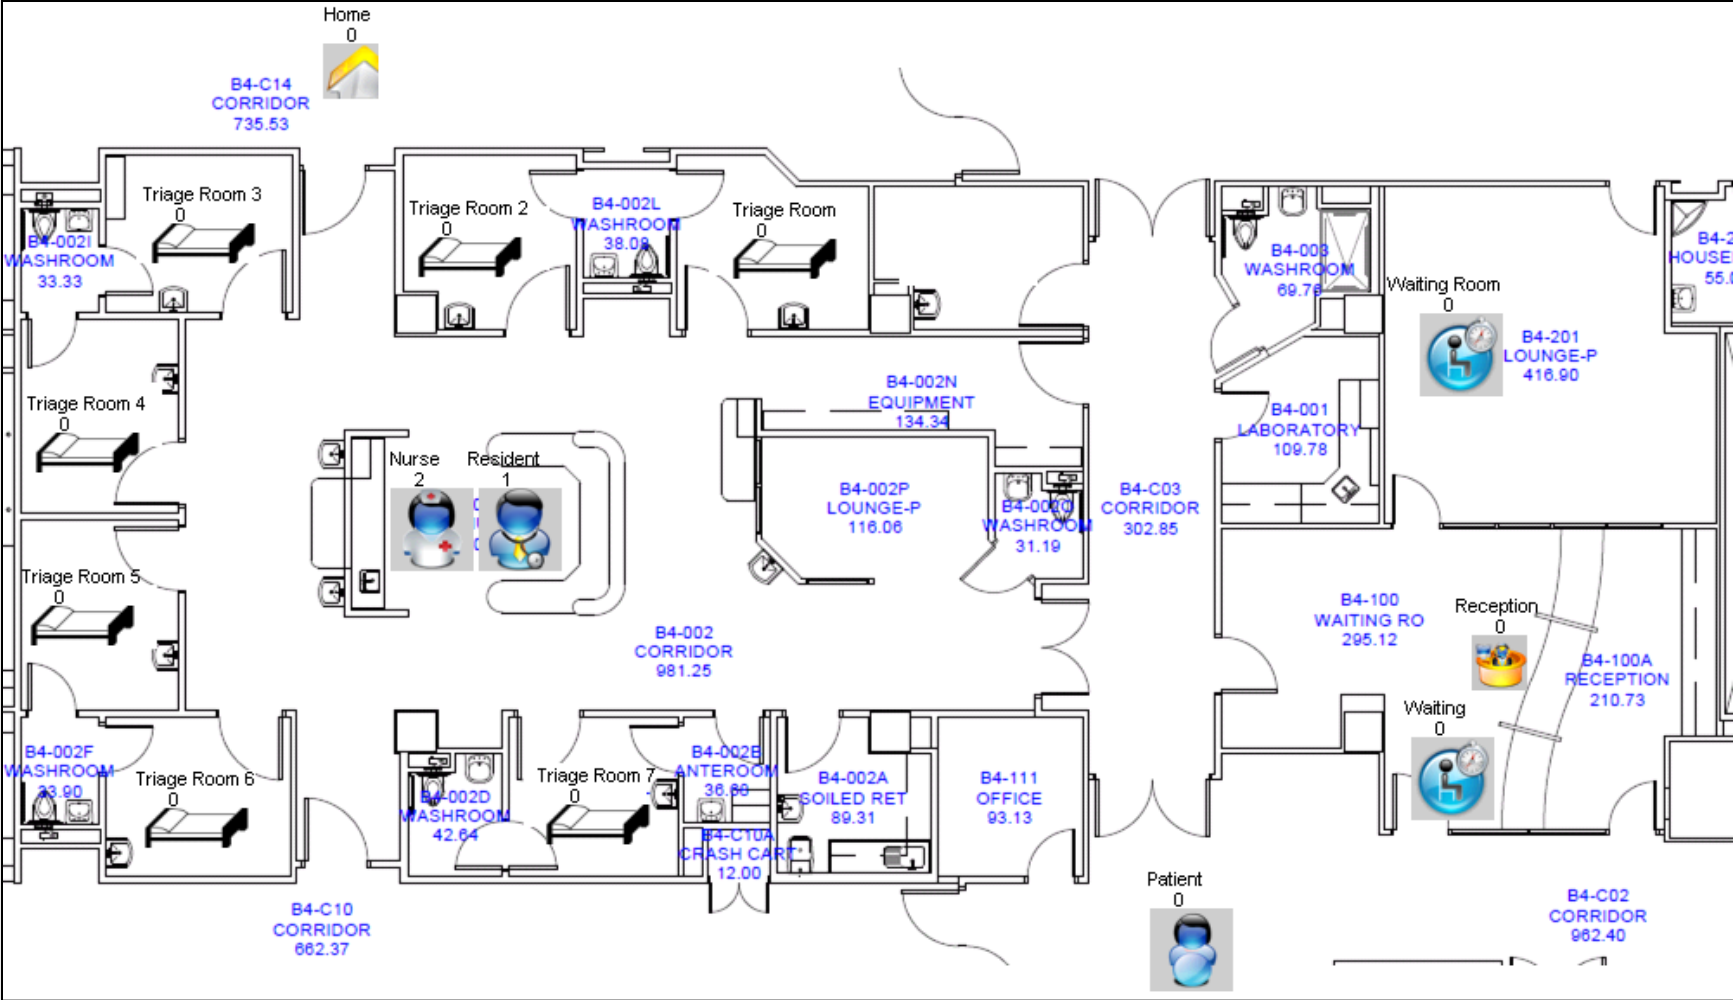 Home
0
B4-C14
CORRIDOR
735.53
Triage Room 3
0
B4-002I
WASHROOM
33.33
Triage Room 2
0
B4-002L
WASHROOM
38.08
Triage Room
0
B4-003
WASHROOM
69.76
Waiting Room
0
B4-201
LOUNGE-P
416.90
B4-2
HOUSE
55.
Triage Room 4
0
B4-002N
EQUIPMENT
134.34
B4-001
LABORATORY
109.78
Nurse
2
Resident
1
B4-002P
LOUNGE-P
116.06
WASHROOM
31.19
B4-C03
CORRIDOR
302.85
Triage Room 5
0
B4-002
CORRIDOR
981.25
B4-100
WAITING RO
295.12
Reception
0
B4-100A
RECEPTION
210.73
Waiting
0
B4-002F
WASHROOM
33.90
Triage Room 6
0
B4-002D
WASHROOM
42.64
Triage Room 7
0
ANTEROOM
36.60
B4-C10A
CRASH CART
12.00
B4-002A
SOILED RET
89.31
B4-111
OFFICE
93.13
Patient
0
B4-C10
CORRIDOR
662.37
B4-C02
CORRIDOR
962.40